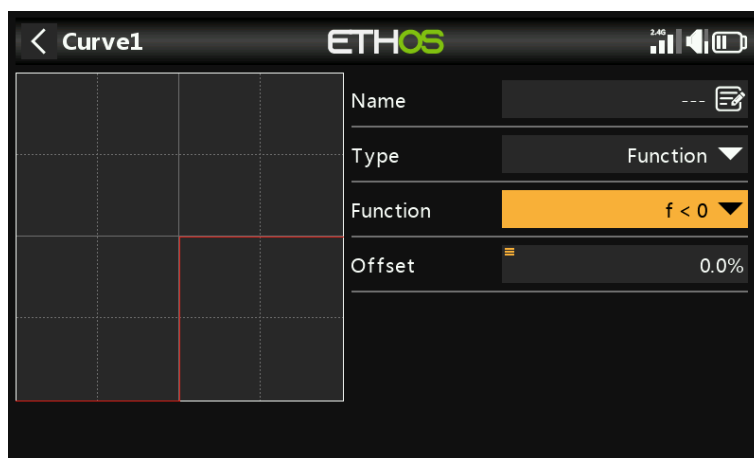 Curve1 ETHOS 2.4G
Name ---
Type Function
Function f < 0
Offset 0.0%